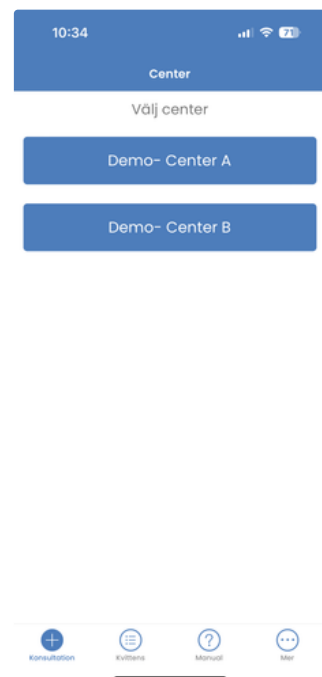 10:34
71
Center
Välj center
Demo- Center A
Demo- Center B
Konsultation
Kvittens
Manual
Mer